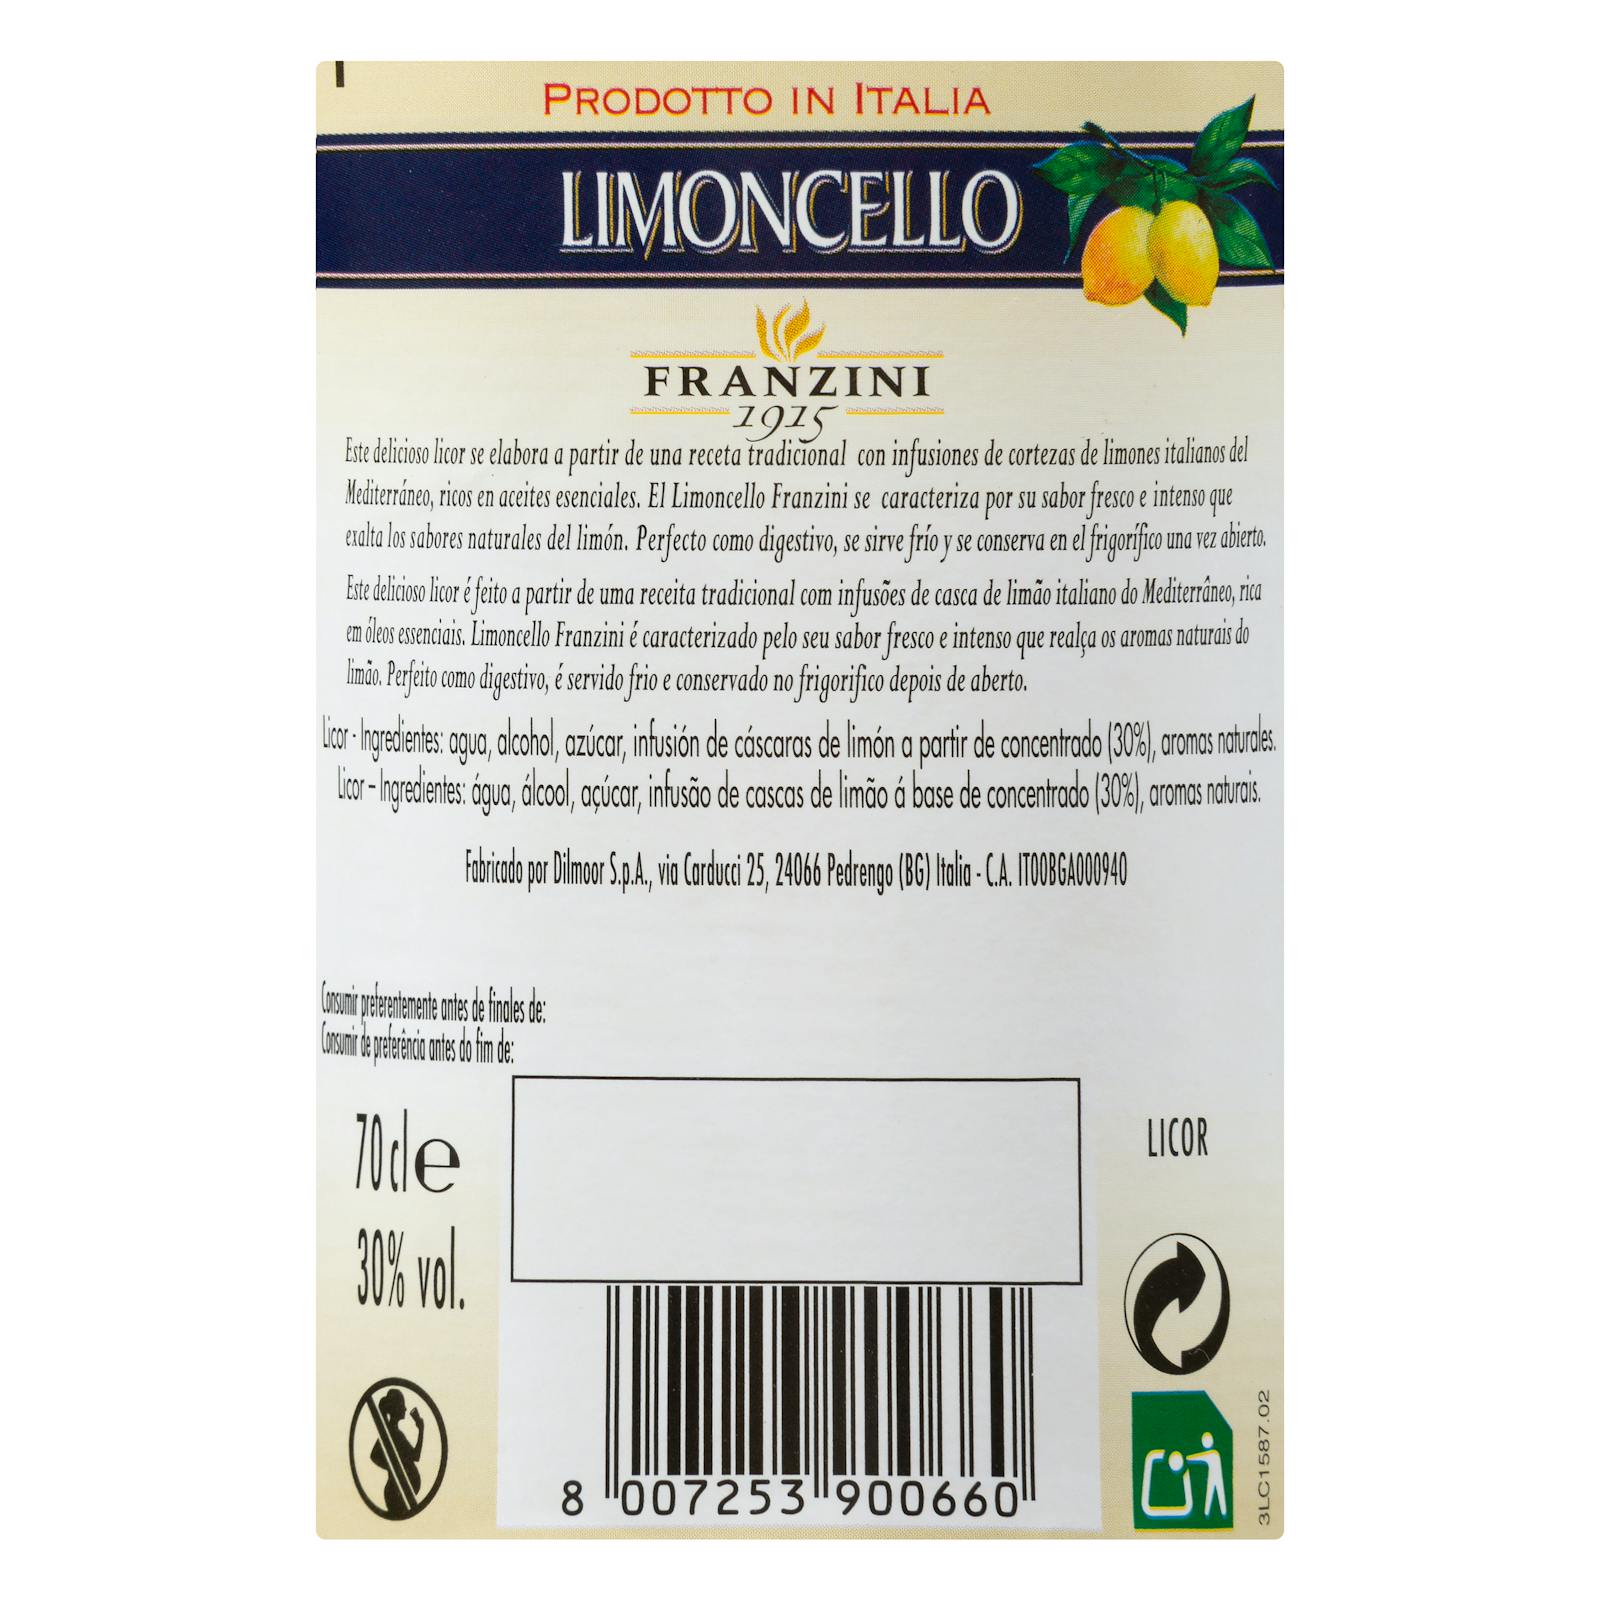 PRODOTTO IN ITALIA
LIMONCELLO
FRANZINI
1915
Este delicioso licor se elabora a partir de una receta tradicional con infusiones de cortezas de limones italianos del
Mediterráneo, ricos en aceites esenciales. El Limoncello Franzini se caracteriza por su sabor fresco e intenso que
exalta los sabores naturales del limón. Perfecto como digestivo, se sirve frío y se conserva en el frigorífico una vez abierto.
Este delicioso licor é feito a partir de uma receita tradicional com infusões de casca de limão italiano do Mediterrâneo, rica
em óleos essenciais. Limoncello Franzini é caracterizado pelo seu sabor fresco e intenso que realça os aromas naturais do
limão. Perfeito como digestivo, é servido frio e conservado no frigorifico depois de aberto.
Licor - Ingredientes: agua, alcohol, azúcar, infusión de cáscaras de limón a partir de concentrado (30%), aromas naturales.
Licor – Ingredientes: água, álcool, açúcar, infusão de cascas de limão á base de concentrado (30%), aromas naturais.
Fabricado por Dilmoor S.p.A., via Carducci 25, 24066 Pedrengo (BG) Italia - C.A. IT00BGA000940
Consumir preferentemente antes de finales de:
Consumir de preferência antes do fim de:
70 cl e
30% vol.
LICOR
8 007253 900660
3LC1587.02